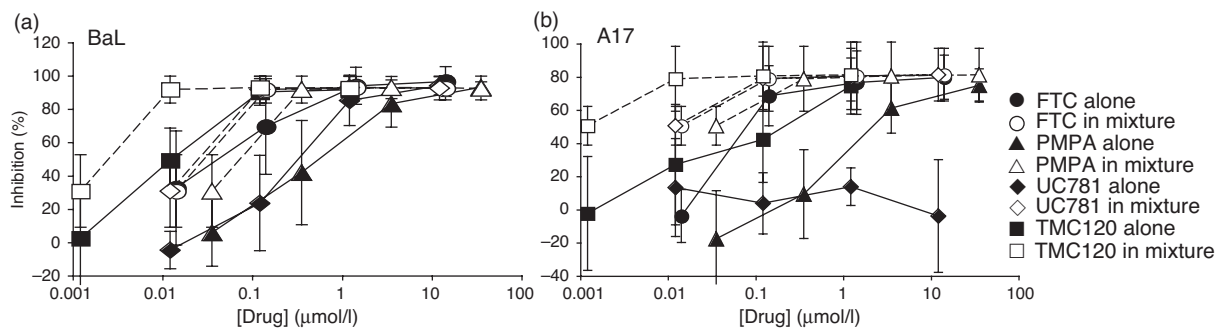 (a)
BaL
Inhibition (%)
120
100
80
60
40
20
0
−20
0.001
0.01
0.1
1
10
100
[Drug] (μmol/l)
(b)
A17
100
80
60
40
20
0
−20
−40
0.001
0.01
0.1
1
10
100
[Drug] (μmol/l)
FTC alone
FTC in mixture
PMPA alone
PMPA in mixture
UC781 alone
UC781 in mixture
TMC120 alone
TMC120 in mixture